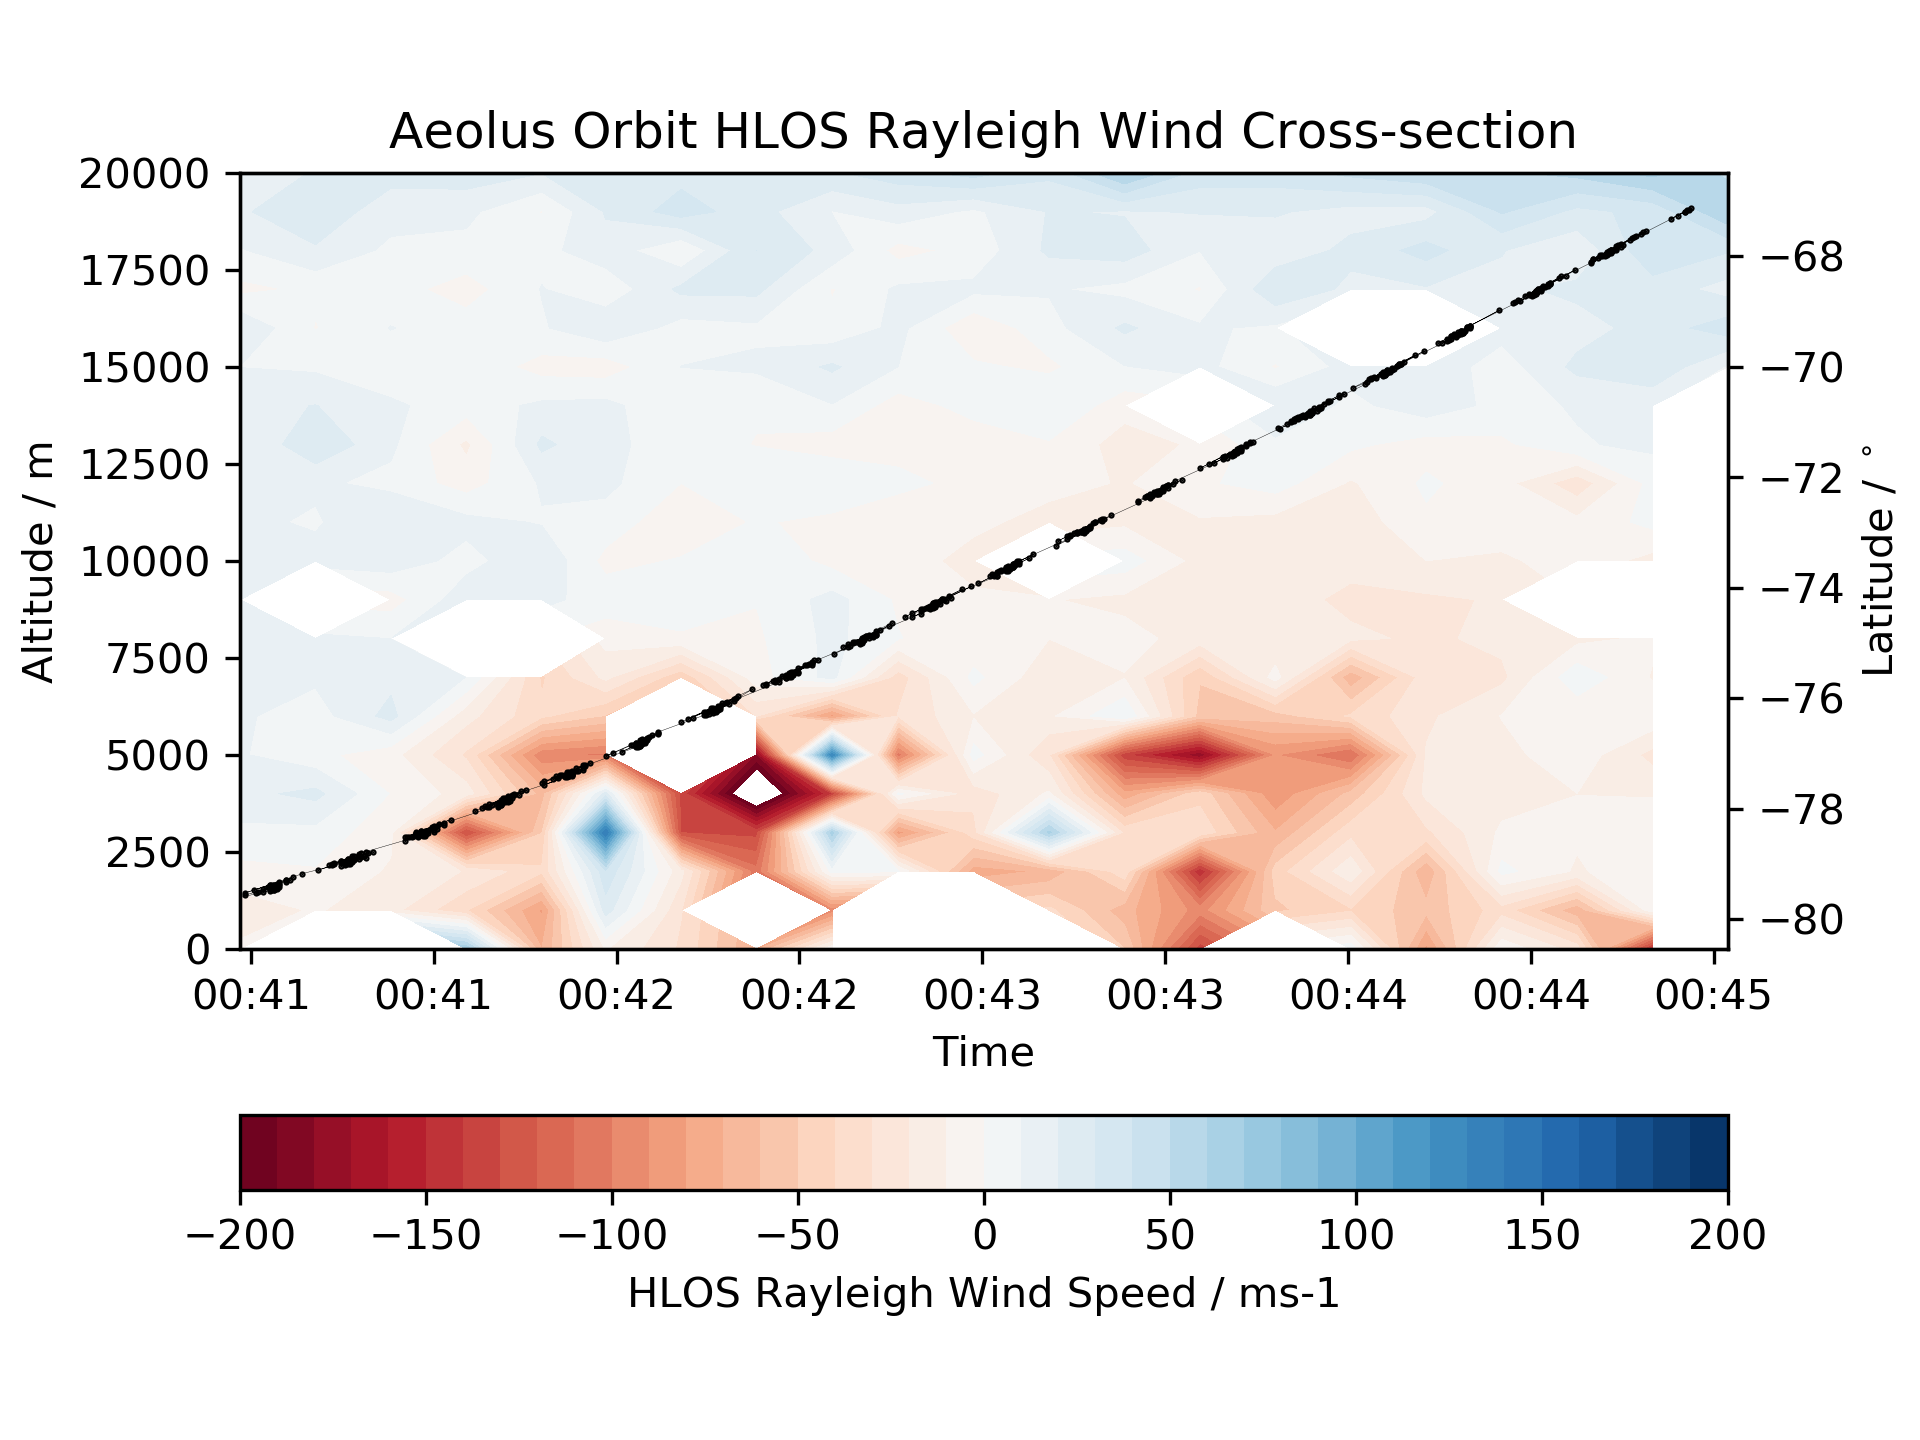 Aeolus Orbit HLOS Rayleigh Wind Cross-section
20000
17500
15000
12500
10000
7500
5000
2500
0
Altitude / m
−68
−70
−72
−74
−76
−78
−80
Latitude / °
00:41 00:41 00:42 00:42 00:43 00:43 00:44 00:44 00:45
Time
−200 −150 −100 −50 0 50 100 150 200
HLOS Rayleigh Wind Speed / ms-1